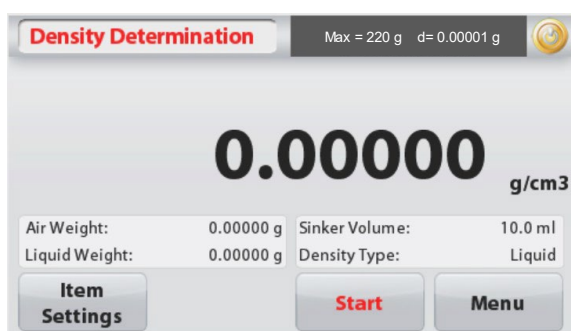 Density Determination Max = 220 g d= 0.00001 g
0.00000
g/cm3
Air Weight: 0.00000 g Sinker Volume: 10.0 ml
Liquid Weight: 0.00000 g Density Type: Liquid
Item
Settings
Start
Menu